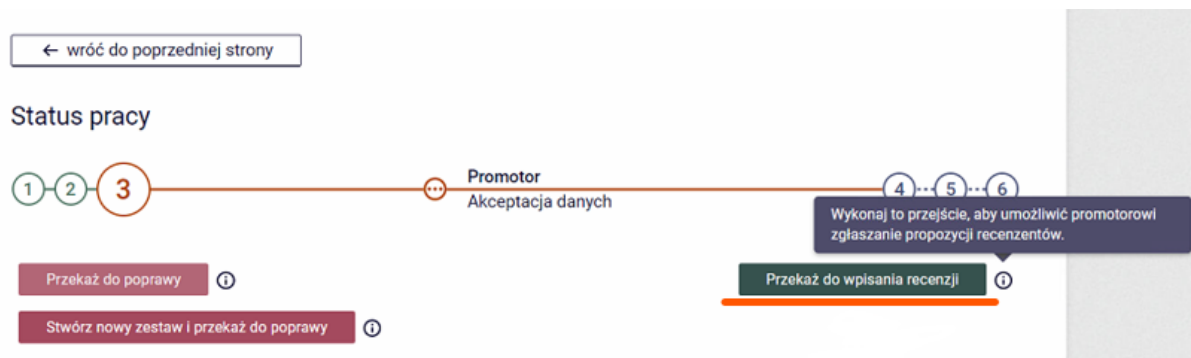 ← wróć do poprzedniej strony
Status pracy
1 2 3 Promotor 4 5 6
Akceptacja danych
Wykonaj to przejście, aby umożliwić promotorowi
zgłaszanie propozycji recenzentów.
Przekaż do poprawy
Przekaż do wpisania recenzji
Stwórz nowy zestaw i przekaż do poprawy